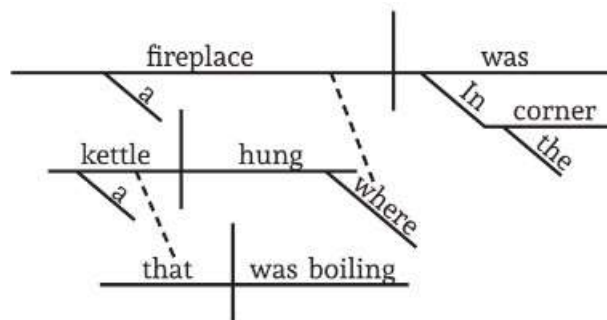 fireplace was
a In corner
the
kettle hung
a where
that was boiling